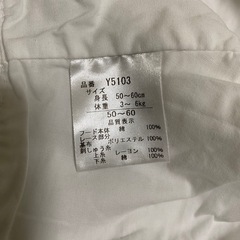 品番 Y5103
サイズ
身長 50~60cm
体重 3~6kg
50~60
品質表示
フード本体 綿 100%
レース部分
基布 ポリエステル 100%
刺しゅう糸
上糸 レーヨン 100%
下糸 綿 100%